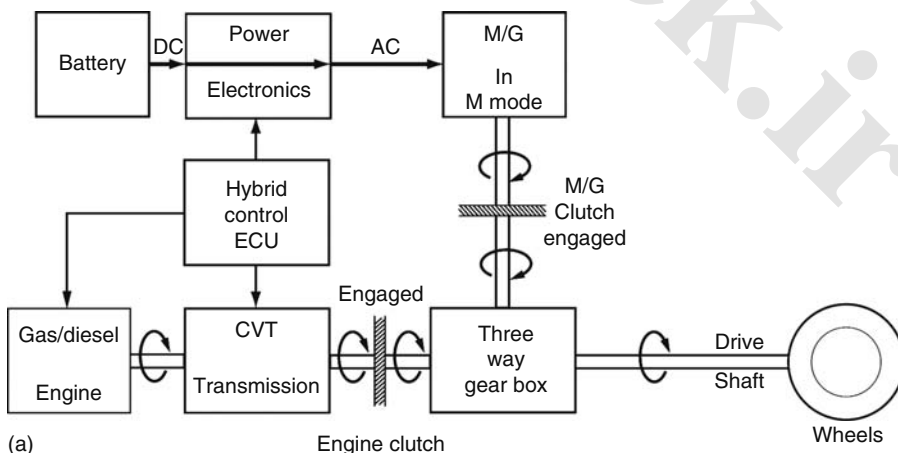 Battery
DC
Power
Electronics
AC
M/G
In
M mode
M/G
Clutch
engaged
Hybrid
control
ECU
Engaged
Gas/diesel
Engine
CVT
Transmission
Three
way
gear box
Drive
Shaft
Wheels
(a)
Engine clutch
k.ir